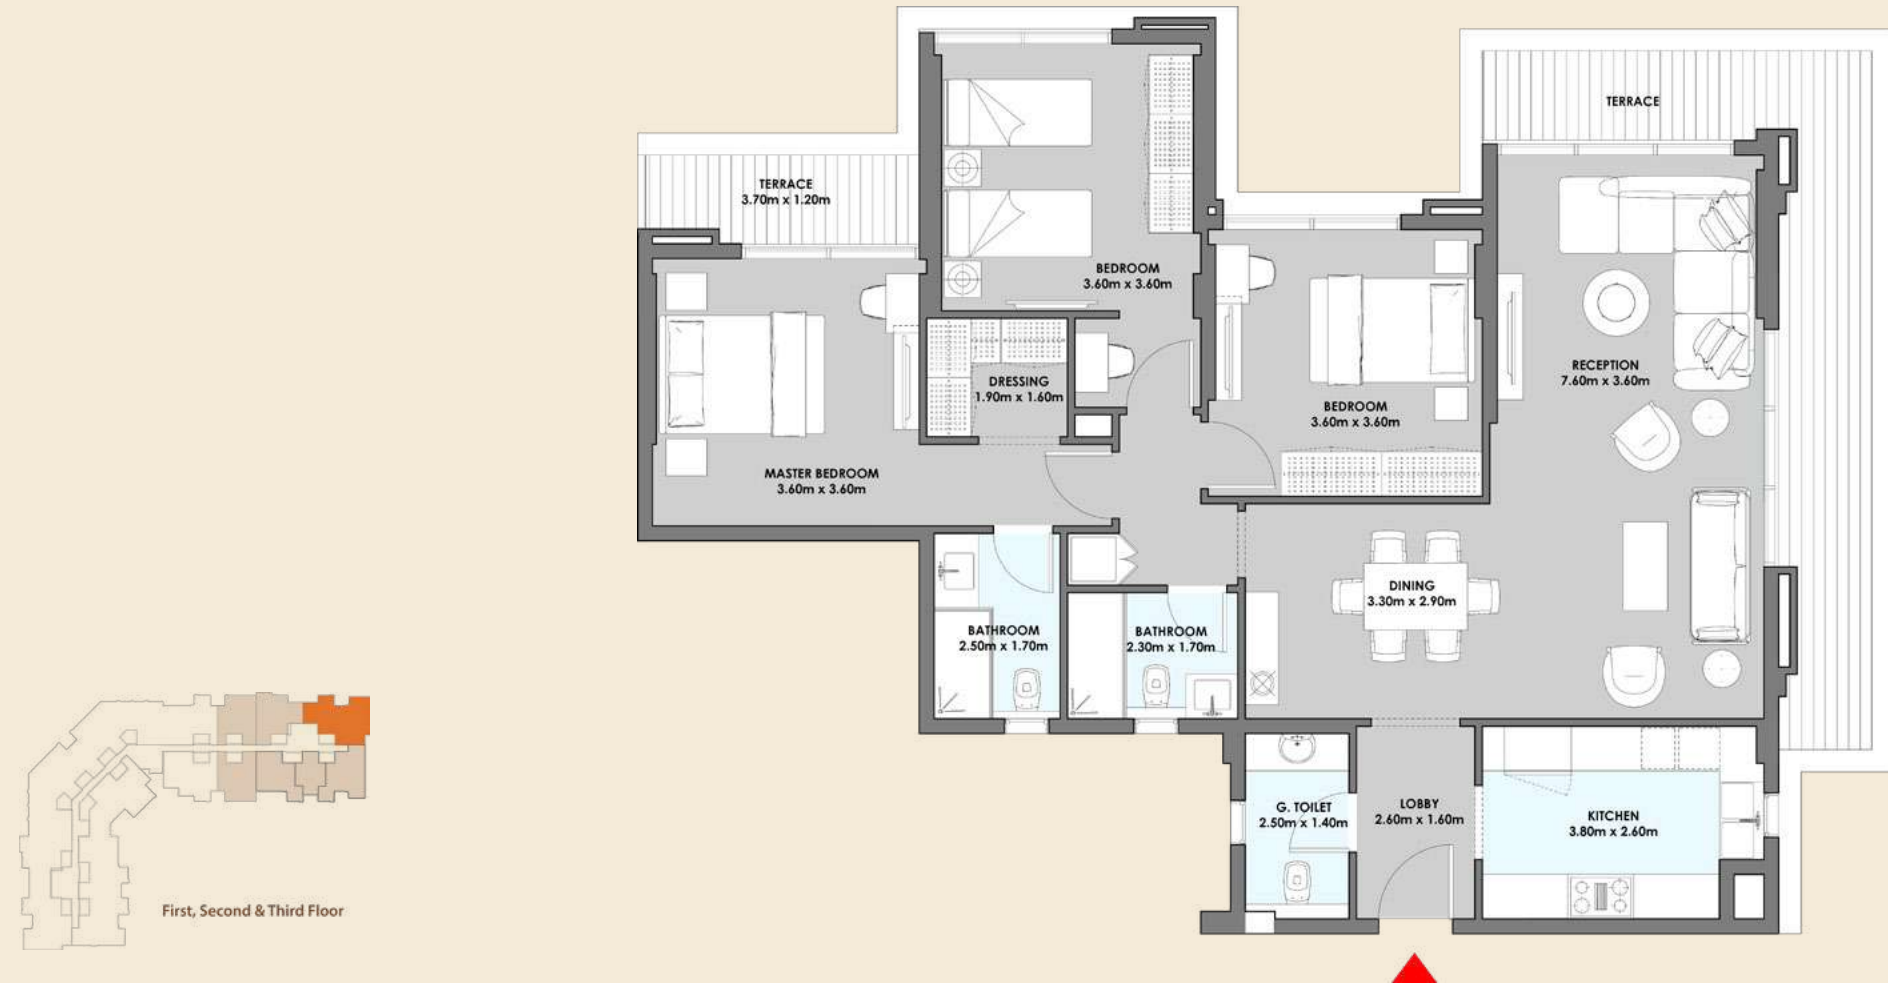 TERRACE
TERRACE
3.70m x 1.20m
BEDROOM
3.60m x 3.60m
RECEPTION
7.60m x 3.60m
DRESSING
1.90m x 1.60m
BEDROOM
3.60m x 3.60m
MASTER BEDROOM
3.60m x 3.60m
DINING
3.30m x 2.90m
BATHROOM
2.50m x 1.70m
BATHROOM
2.30m x 1.70m
G. TOILET
2.50m x 1.40m
LOBBY
2.60m x 1.60m
KITCHEN
3.80m x 2.60m
First, Second & Third Floor